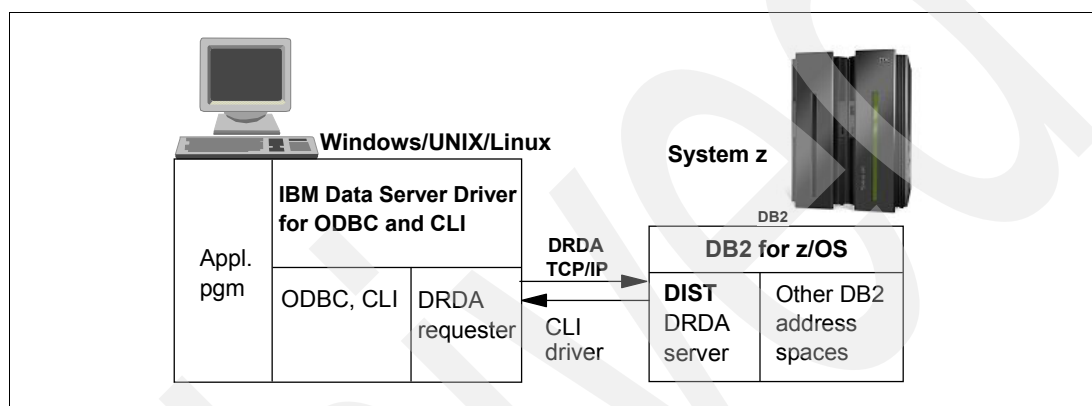 Windows/UNIX/Linux
System z
IBM Data Server Driver
for ODBC and CLI
Appl.
pgm
ODBC, CLI
DRDA
requester
DRDA
TCP/IP
CLI
driver
DB2
DB2 for z/OS
DIST
DRDA
server
Other DB2
address
spaces